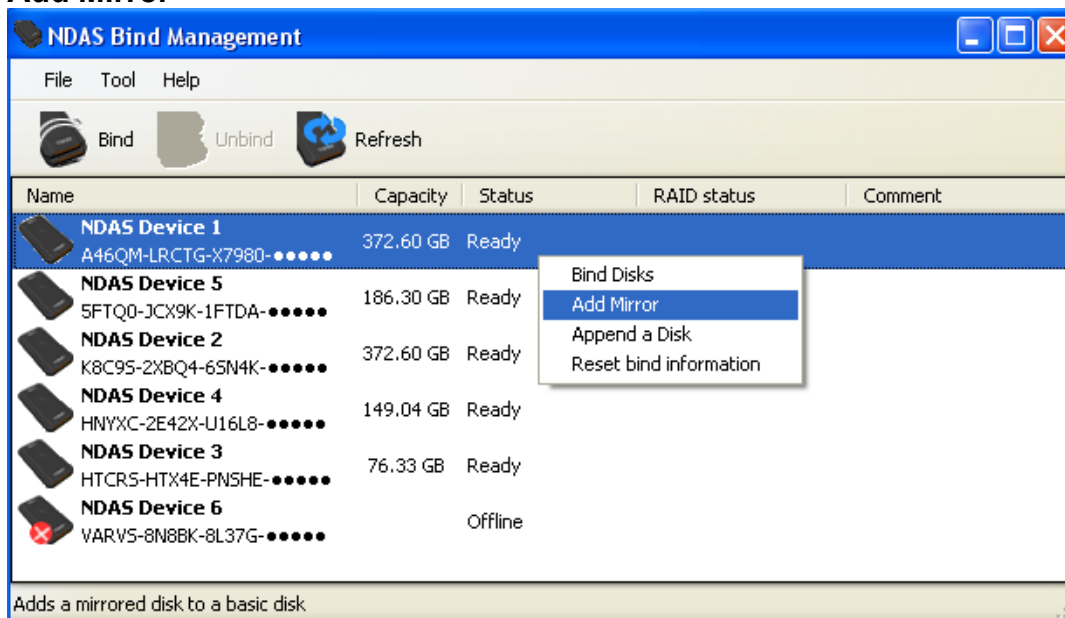 Add Mirror
NDAS Bind Management
File Tool Help
Bind Unbind Refresh
Name Capacity Status RAID status Comment
NDAS Device 1
A46QM-LRCTG-X7980-●●●●● 372.60 GB Ready
NDAS Device 5
5FTQ0-JCX9K-1FTDA-●●●●● 186.30 GB Ready
NDAS Device 2
K8C9S-2XBQ4-6SN4K-●●●●● 372.60 GB Ready
NDAS Device 4
HNYXC-2E42X-U16L8-●●●●● 149.04 GB Ready
NDAS Device 3
HTCRS-HTX4E-PNSHE-●●●●● 76.33 GB Ready
NDAS Device 6
VARVS-8N8BK-8L37G-●●●●● Offline
Bind Disks
Add Mirror
Append a Disk
Reset bind information
Adds a mirrored disk to a basic disk